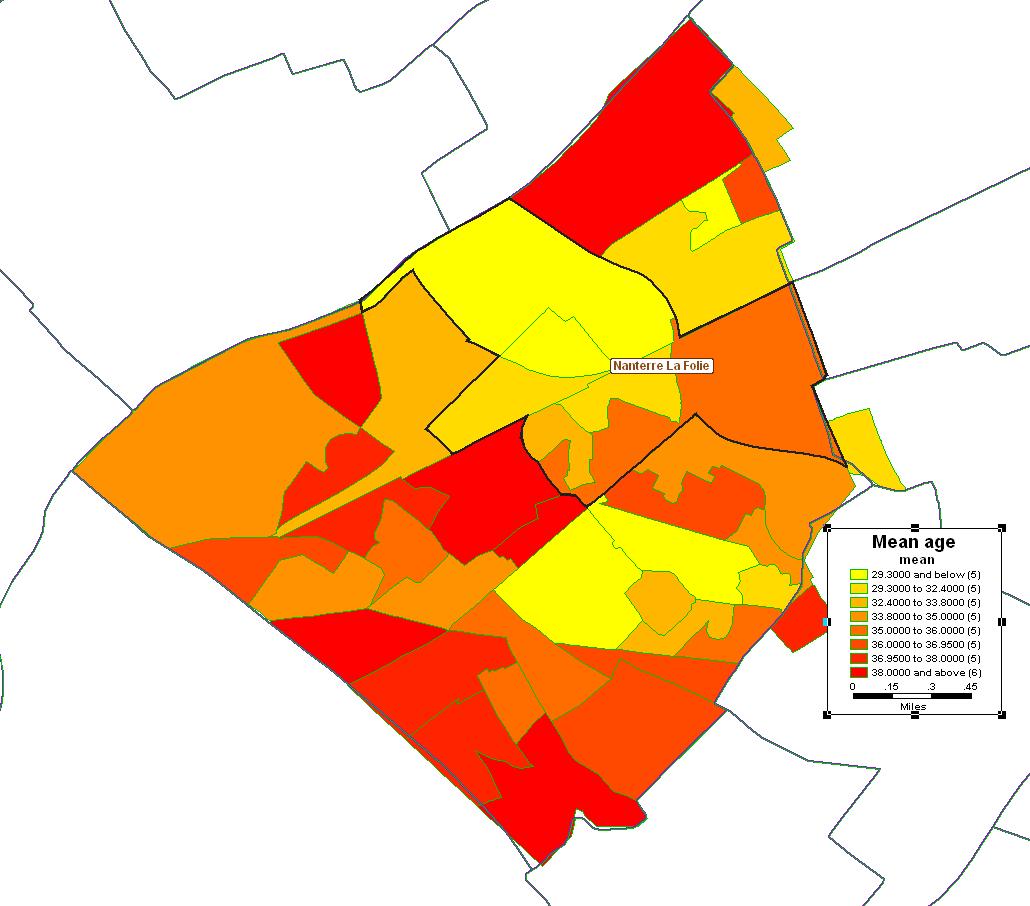 Nanterre La Folie
Mean age
mean
29.3000 and below (5)
29.3000 to 32.4000 (5)
32.4000 to 33.8000 (5)
33.8000 to 35.0000 (5)
35.0000 to 36.0000 (5)
36.0000 to 36.9500 (5)
36.9500 to 38.0000 (5)
38.0000 and above (6)
0 .15 .3 .45
Miles